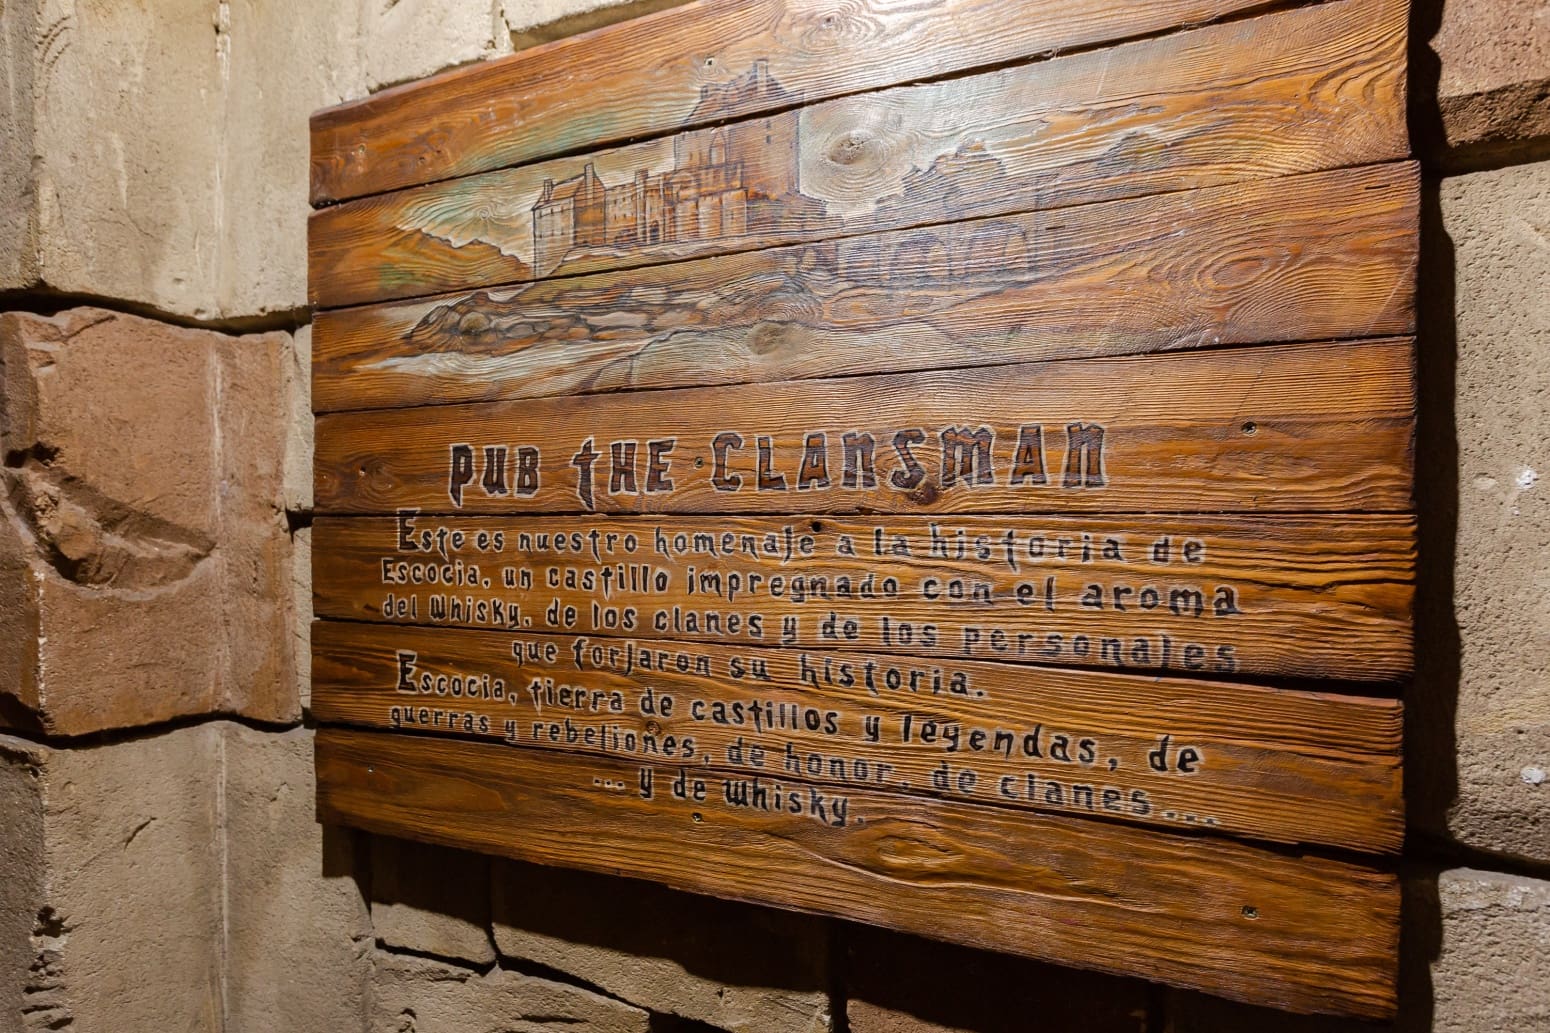 PUB THE CLANSMAN
Este es nuestro homenaje a la historia de
Escocia, un castillo impregnado con el aroma
del Whisky, de los clanes y de los personales
que forjaron su historia.
Escocia, tierra de castillos y leyendas, de
guerras y rebeliones, de honor, de clanes....
.... y de Whisky.